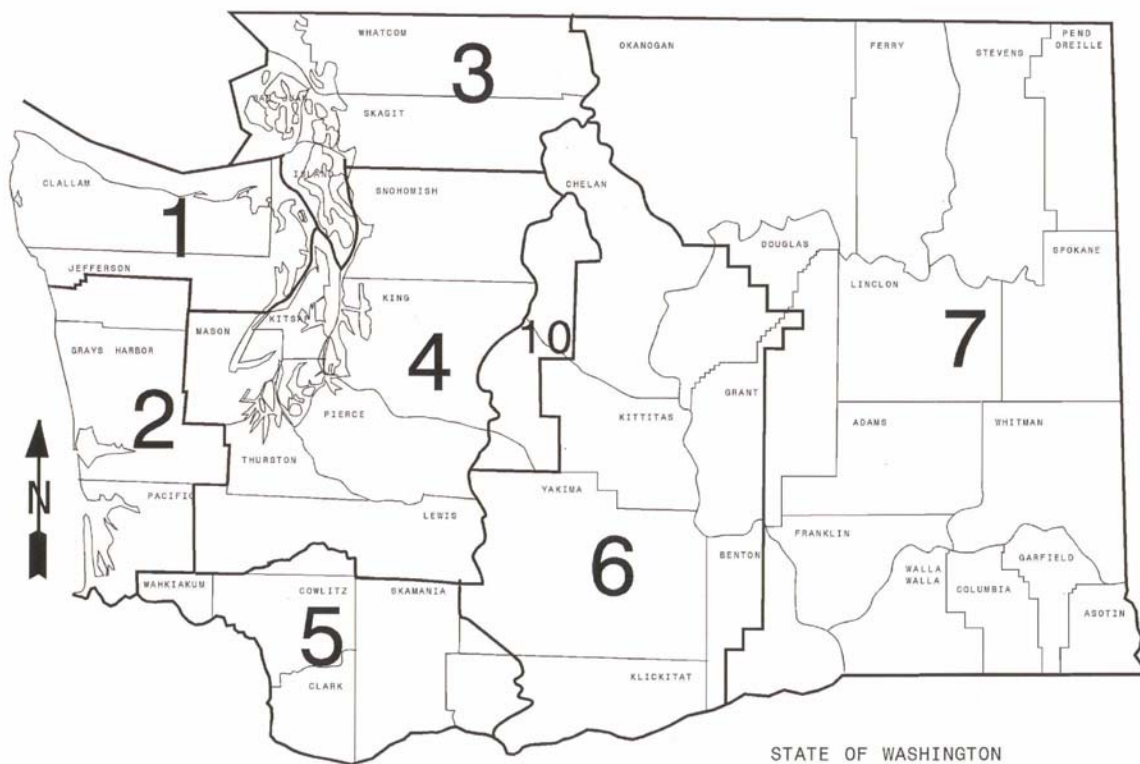 WHATCOM
3
SAN JUAN
SKAGIT
OKANOGAN
FERRY
STEVENS
PEND
OREILLE
CLALLAM
1
ISLAND
SNOHOMISH
CHELAN
JEFFERSON
DOUGLAS
SPOKANE
LINCLON
7
KITSAP
KING
4
10
MASON
GRAYS HARBOR
2
PIERCE
KITTITAS
GRANT
ADAMS
WHITMAN
N
THURSTON
PACIFIC
YAKIMA
LEWIS
6
BENTON
FRANKLIN
WALLA
WALLA
GARFIELD
COLUMBIA
ASOTIN
WAHKIAKUM
COWLITZ
5
SKAMANIA
CLARK
KLICKITAT
STATE OF WASHINGTON